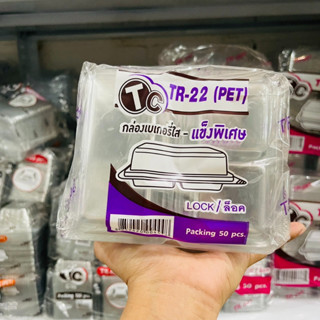 TC TR-22 (PET)
กล่องเบเกอรี่ใส - แข็งพิเศษ
LOCK / ล็อค
Packing 50 pcs.